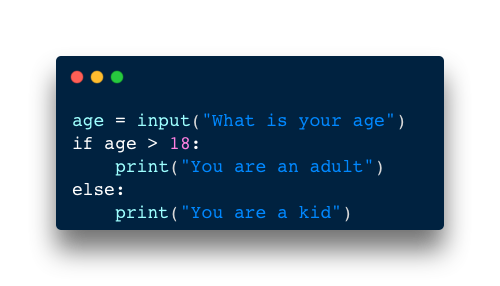 age = input("What is your age")
if age > 18:
    print("You are an adult")
else:
    print("You are a kid")